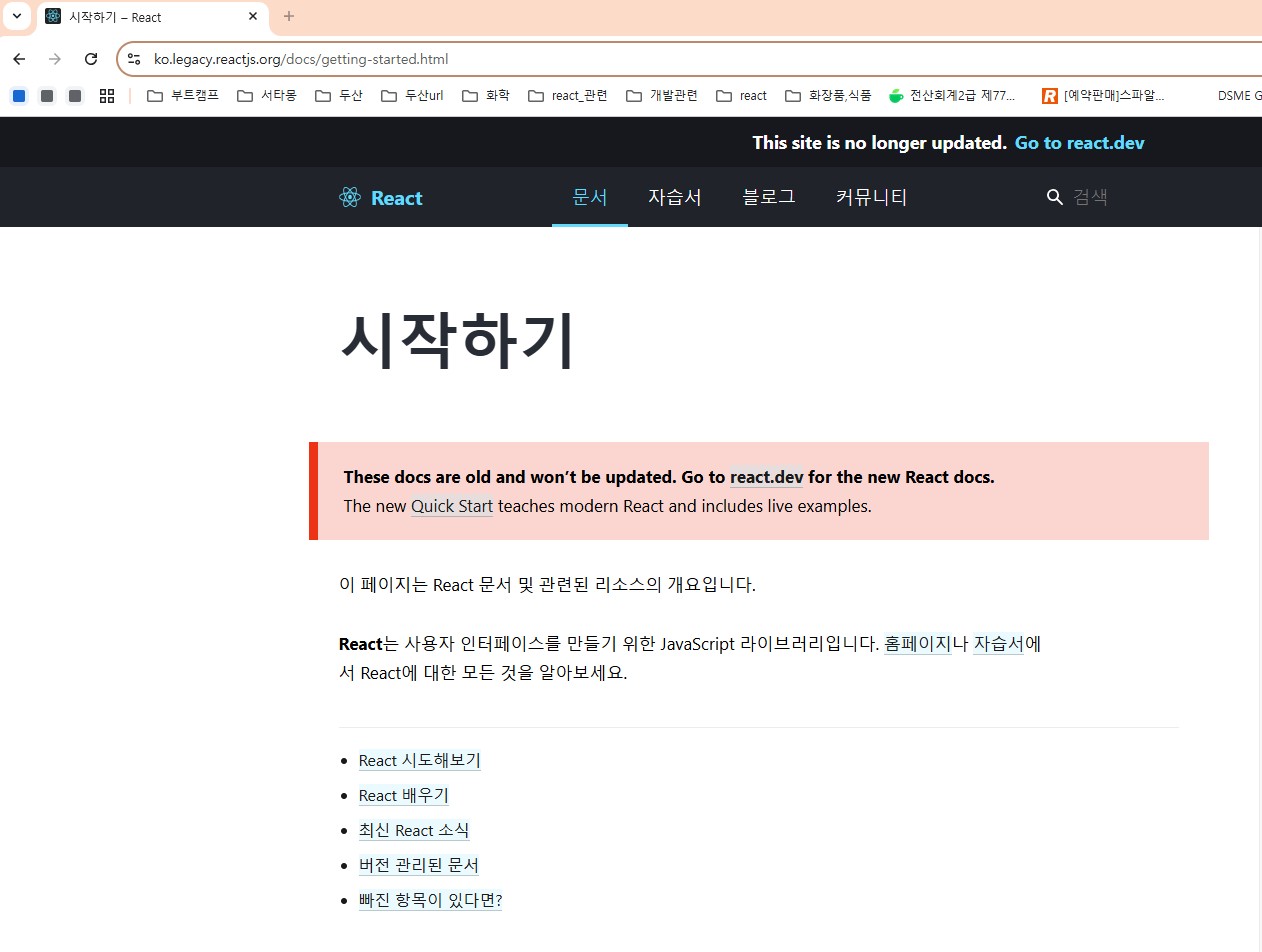 시작하기 – React
ko.legacy.reactjs.org/docs/getting-started.html
부트캠프 서타몽 두산 두산url 화학 react_관련 개발관련 react 화장품,식품 전산회계2급 제77... [예약판매]스파알... DSME G
This site is no longer updated. Go to react.dev
React 문서 자습서 블로그 커뮤니티 검색
시작하기
These docs are old and won’t be updated. Go to react.dev for the new React docs.
The new Quick Start teaches modern React and includes live examples.
이 페이지는 React 문서 및 관련된 리소스의 개요입니다.
React는 사용자 인터페이스를 만들기 위한 JavaScript 라이브러리입니다. 홈페이지나 자습서에
서 React에 대한 모든 것을 알아보세요.
React 시도해보기
React 배우기
최신 React 소식
버전 관리된 문서
빠진 항목이 있다면?